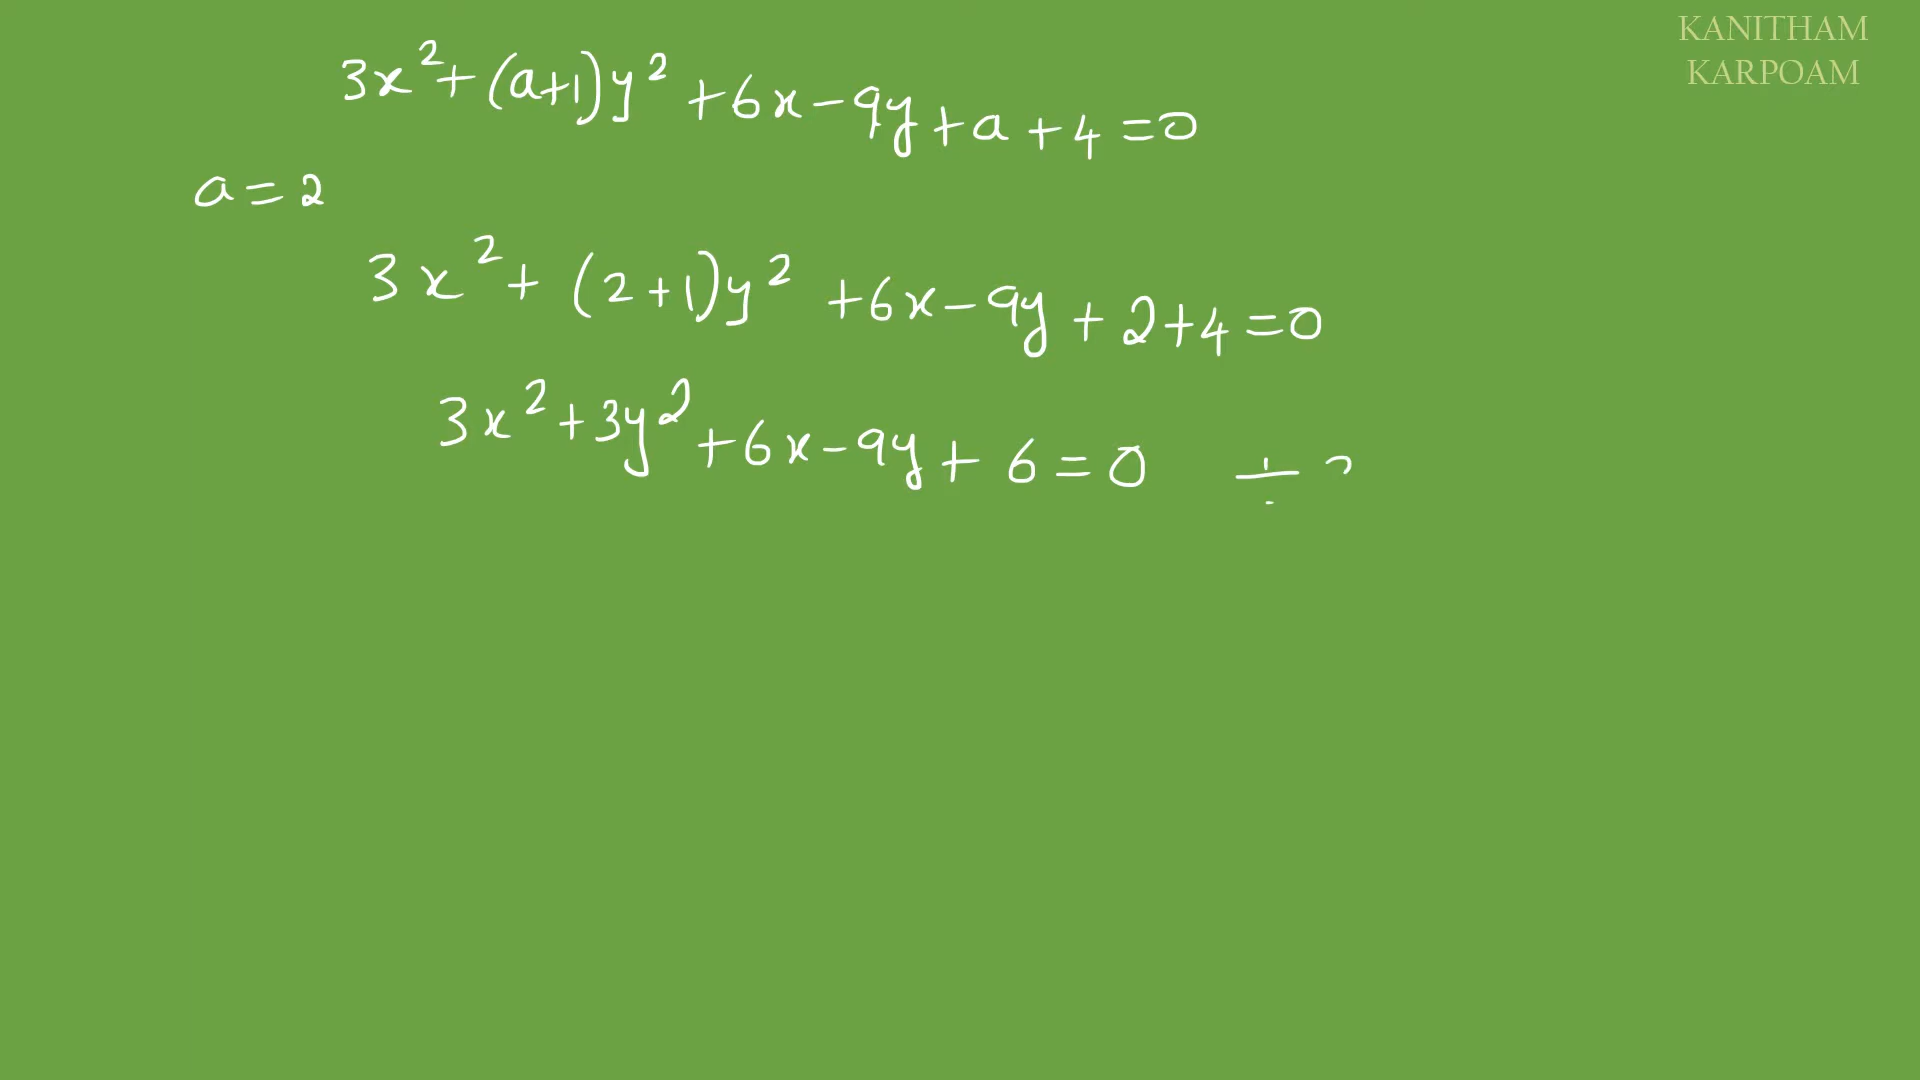 KANITHAM
KARPOAM
3x² + (a+1)y² + 6x - 9y + a + 4 = 0
a = 2
3x² + (2+1)y² + 6x - 9y + 2 + 4 = 0
3x² + 3y² + 6x - 9y + 6 = 0 ÷